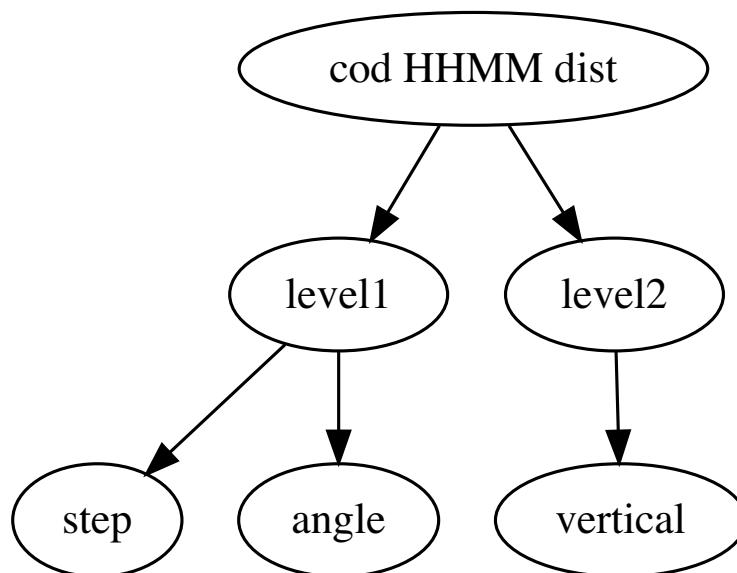 cod HHMM dist
level1
level2
step
angle
vertical